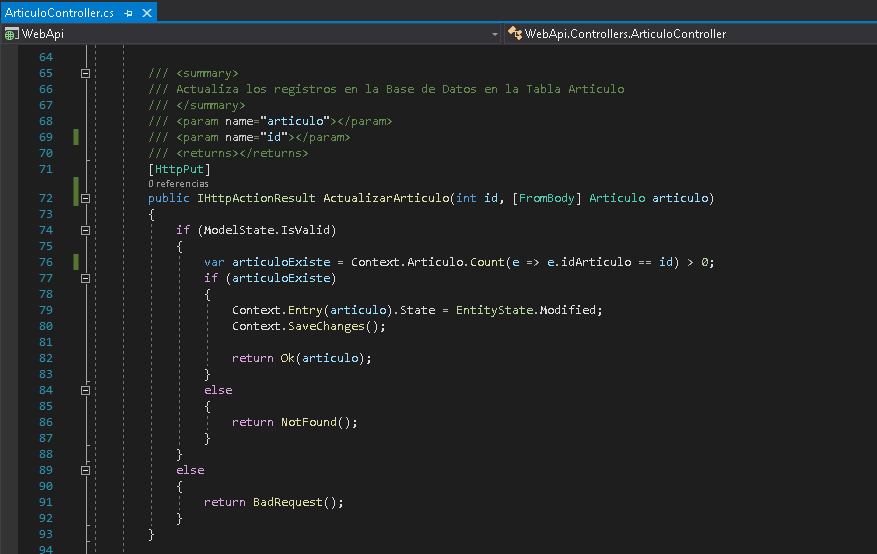 ArticuloController.cs
WebApi WebApi.Controllers.ArticuloController
64
65 /// <summary>
66 /// Actualiza los registros en la Base de Datos en la Tabla Articulo
67 /// </summary>
68 /// <param name="articulo"></param>
69 /// <param name="id"></param>
70 /// <returns></returns>
71 [HttpPut]
0 referencias
72 public IHttpActionResult ActualizarArticulo(int id, [FromBody] Articulo articulo)
73 {
74 if (ModelState.IsValid)
75 {
76 var articuloExiste = Context.Articulo.Count(e => e.idArticulo == id) > 0;
77 if (articuloExiste)
78 {
79 Context.Entry(articulo).State = EntityState.Modified;
80 Context.SaveChanges();
81
82 return Ok(articulo);
83 }
84 else
85 {
86 return NotFound();
87 }
88 }
89 else
90 {
91 return BadRequest();
92 }
93 }
94